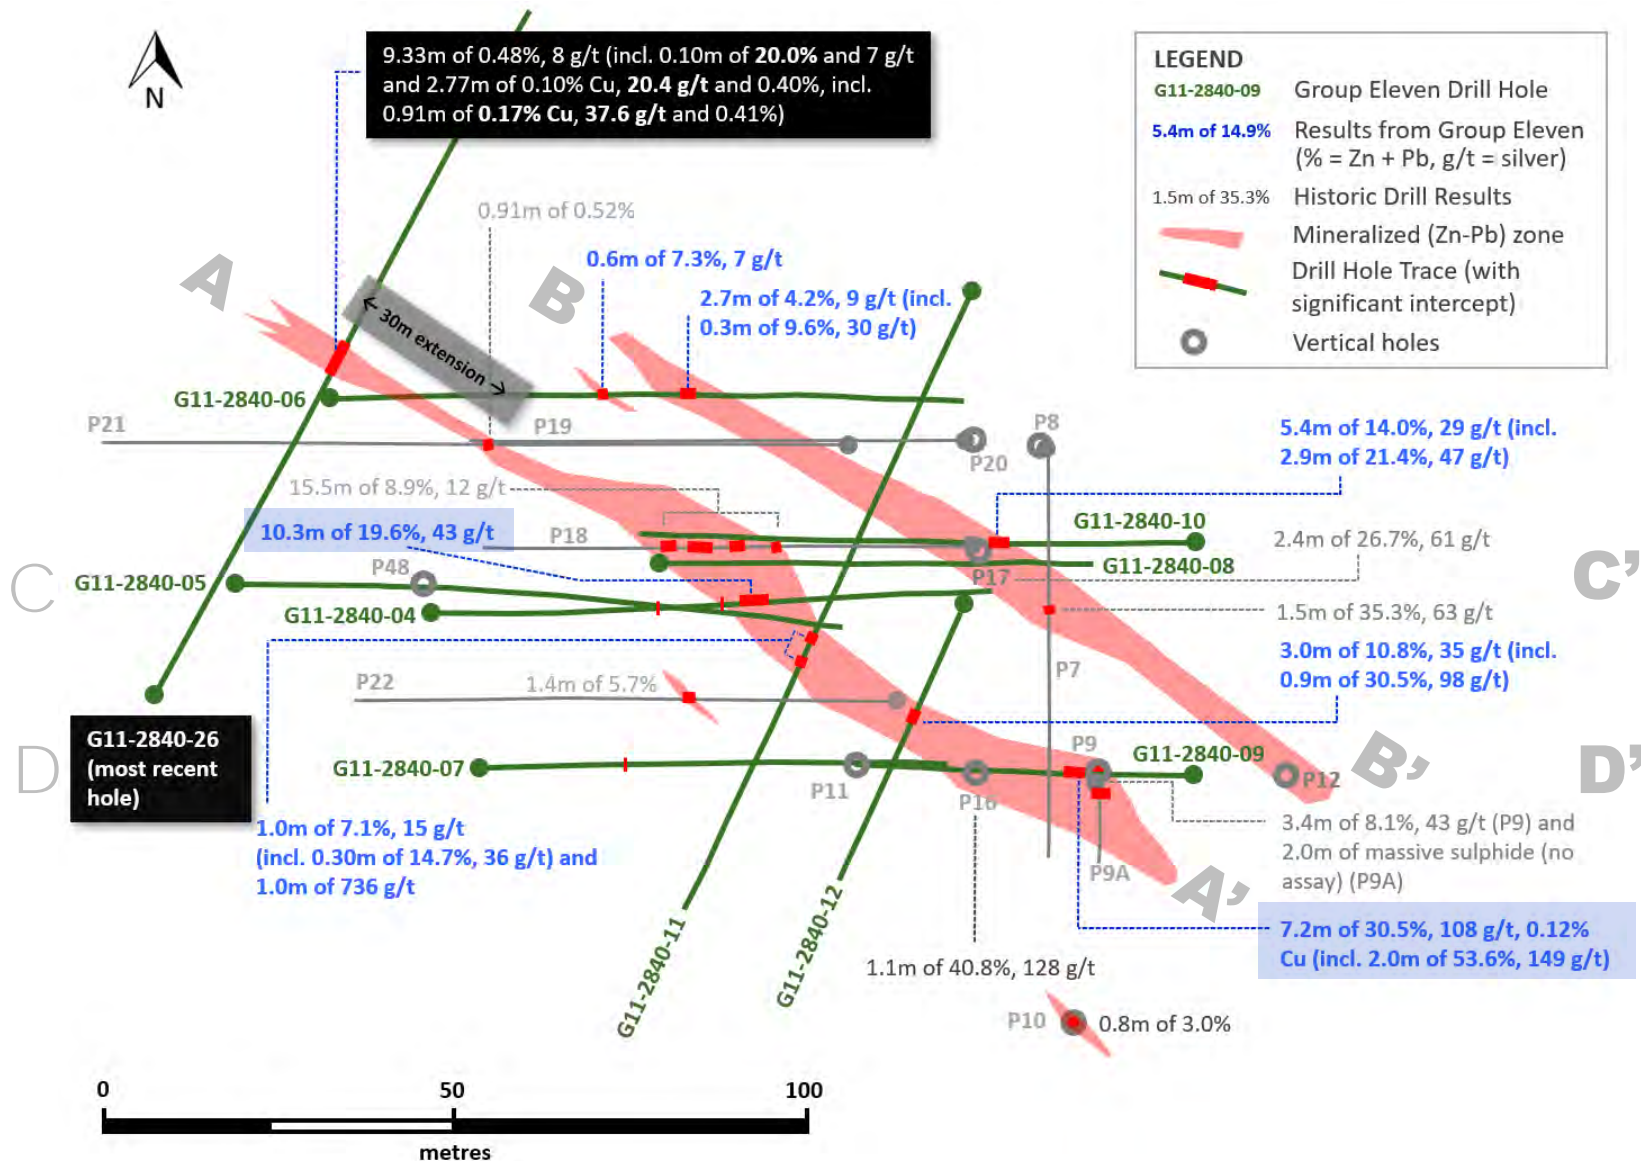 9.33m of 0.48%, 8 g/t (incl. 0.10m of 20.0% and 7 g/t
and 2.77m of 0.10% Cu, 20.4 g/t and 0.40%, incl.
0.91m of 0.17% Cu, 37.6 g/t and 0.41%)
N
LEGEND
G11-2840-09 Group Eleven Drill Hole
5.4m of 14.9% Results from Group Eleven
(% = Zn + Pb, g/t = silver)
1.5m of 35.3% Historic Drill Results
Mineralized (Zn-Pb) zone
Drill Hole Trace (with
significant intercept)
Vertical holes
0.91m of 0.52%
A
B
0.6m of 7.3%, 7 g/t
2.7m of 4.2%, 9 g/t (incl.
0.3m of 9.6%, 30 g/t)
← 30m extension →
G11-2840-06
P21
P19
P20
P8
5.4m of 14.0%, 29 g/t (incl.
2.9m of 21.4%, 47 g/t)
15.5m of 8.9%, 12 g/t
10.3m of 19.6%, 43 g/t
P18
G11-2840-10
2.4m of 26.7%, 61 g/t
P48
P17
G11-2840-08
C
C'
G11-2840-05
G11-2840-04
1.5m of 35.3%, 63 g/t
3.0m of 10.8%, 35 g/t (incl.
0.9m of 30.5%, 98 g/t)
P7
P22
1.4m of 5.7%
G11-2840-26
(most recent
hole)
D
D'
G11-2840-07
P11
P16
P9
G11-2840-09
P12
B'
1.0m of 7.1%, 15 g/t
(incl. 0.30m of 14.7%, 36 g/t) and
1.0m of 736 g/t
3.4m of 8.1%, 43 g/t (P9) and
2.0m of massive sulphide (no
assay) (P9A)
P9A
A'
G11-2840-11
G11-2840-12
7.2m of 30.5%, 108 g/t, 0.12%
Cu (incl. 2.0m of 53.6%, 149 g/t)
1.1m of 40.8%, 128 g/t
P10
0.8m of 3.0%
0 50 100
metres